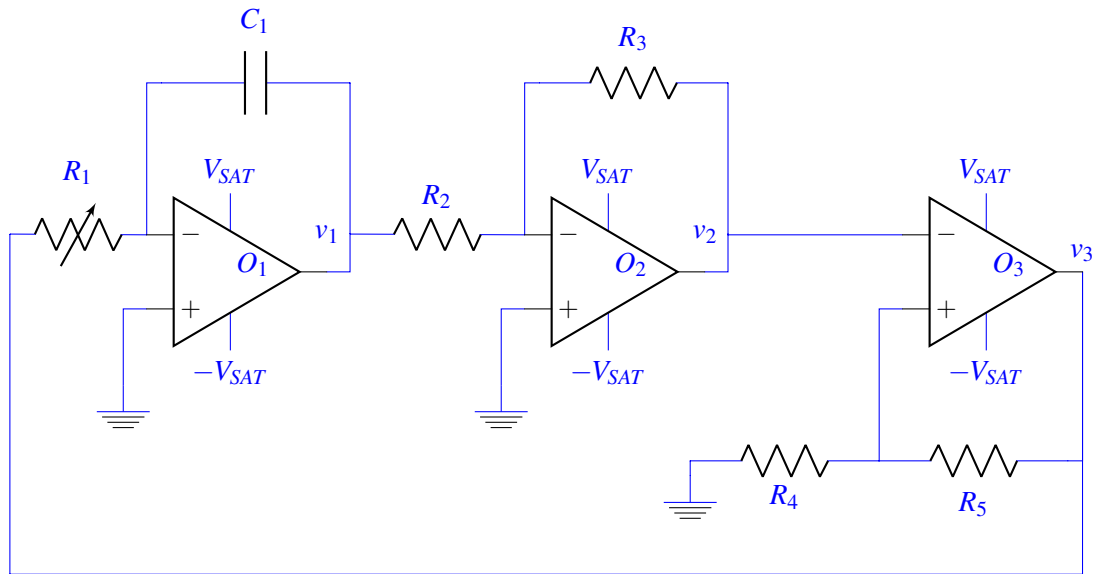 C1
R3
R1
VSAT
VSAT
VSAT
R2
−
−
−
v1
v2
v3
O1
O2
O3
+
+
+
−VSAT
−VSAT
−VSAT
R4
R5